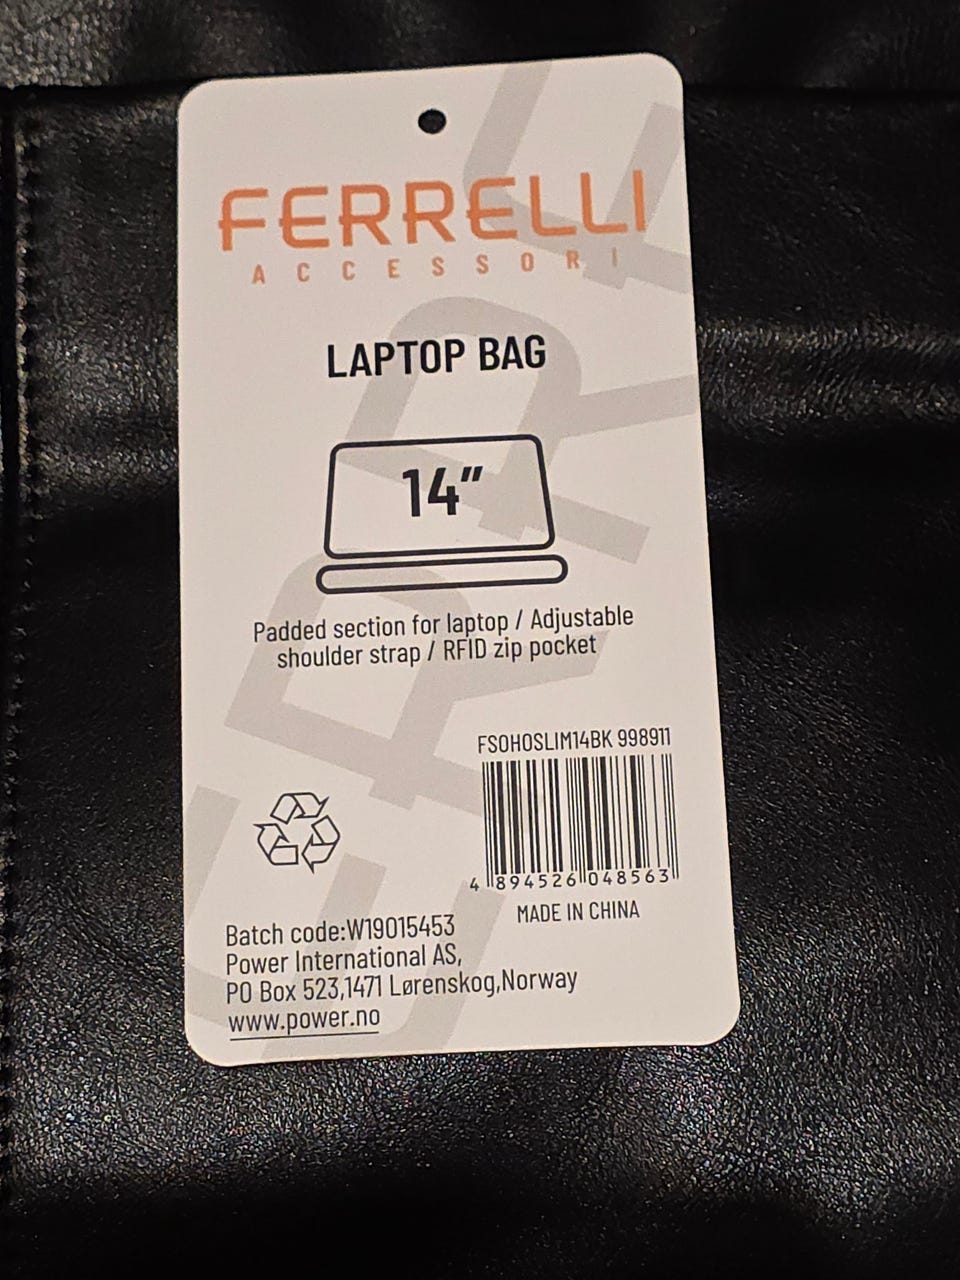 FERRELLI
ACCESSORI
LAPTOP BAG
14"
Padded section for laptop / Adjustable
shoulder strap / RFID zip pocket
FSOHOSLIM14BK 998911
4 894526 048563
MADE IN CHINA
Batch code:W19015453
Power International AS,
PO Box 523,1471 Lørenskog,Norway
www.power.no